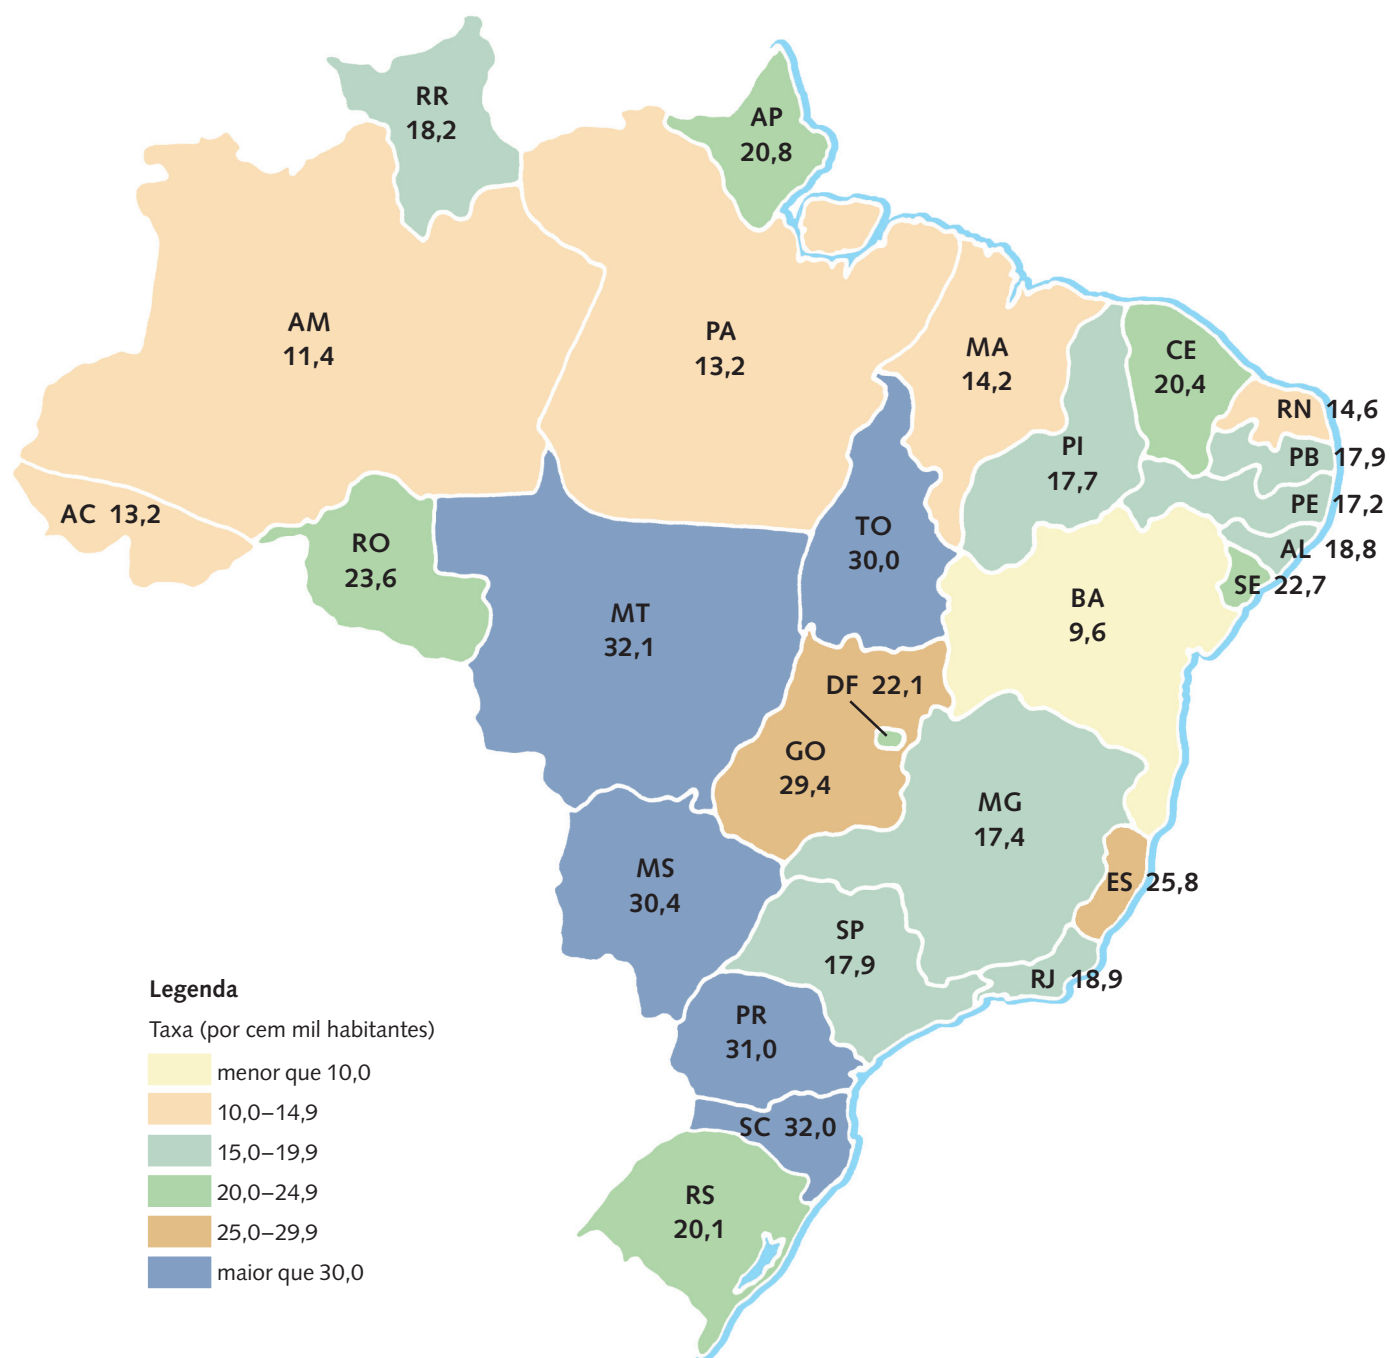 RR
18,2
AP
20,8
AM
11,4
PA
13,2
MA
14,2
CE
20,4
RN 14,6
PI
17,7
PB 17,9
PE 17,2
AC 13,2
RO
23,6
TO
30,0
AL 18,8
SE 22,7
BA
9,6
MT
32,1
DF 22,1
GO
29,4
MG
17,4
MS
30,4
ES 25,8
SP
17,9
RJ 18,9
PR
31,0
SC 32,0
RS
20,1
Legenda
Taxa (por cem mil habitantes)
menor que 10,0
10,0–14,9
15,0–19,9
20,0–24,9
25,0–29,9
maior que 30,0